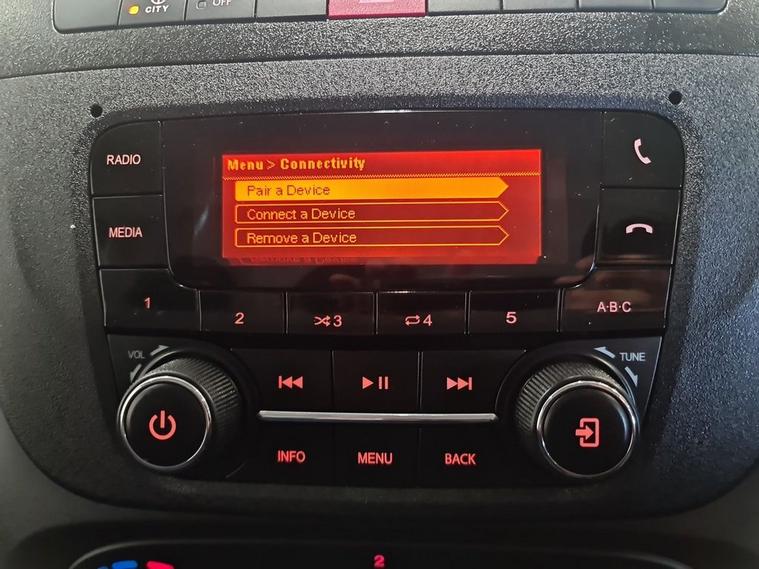 CITY
OFF
RADIO
Menu > Connectivity
Pair a Device
MEDIA
Connect a Device
Remove a Device
1
2
3
4
5
A·B·C
VOL
TUNE
INFO
MENU
BACK
2